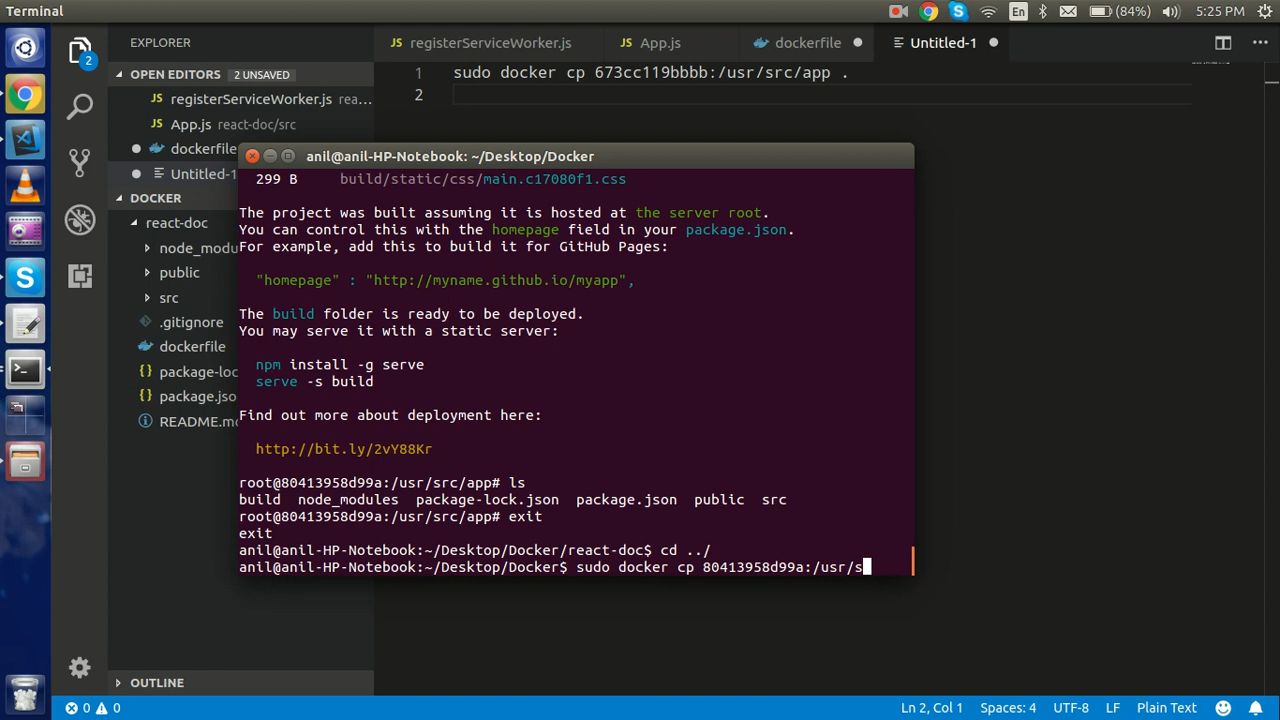 Terminal
En
(84%)
5:25 PM
EXPLORER
OPEN EDITORS 2 UNSAVED
JS registerServiceWorker.js rea...
JS App.js react-doc/src
dockerfile
Untitled-1
DOCKER
react-doc
node_modu
public
src
.gitignore
dockerfile
{} package-loc
{} package.jso
README.md
OUTLINE
2
JS registerServiceWorker.js
JS App.js
dockerfile
Untitled-1
1 sudo docker cp 673cc119bbbb:/usr/src/app .
2
anil@anil-HP-Notebook: ~/Desktop/Docker
299 B build/static/css/main.c17080f1.css
The project was built assuming it is hosted at the server root.
You can control this with the homepage field in your package.json.
For example, add this to build it for GitHub Pages:
"homepage" : "http://myname.github.io/myapp",
The build folder is ready to be deployed.
You may serve it with a static server:
npm install -g serve
serve -s build
Find out more about deployment here:
http://bit.ly/2vY88Kr
root@80413958d99a:/usr/src/app# ls
build node_modules package-lock.json package.json public src
root@80413958d99a:/usr/src/app# exit
exit
anil@anil-HP-Notebook:~/Desktop/Docker/react-doc$ cd ../
anil@anil-HP-Notebook:~/Desktop/Docker$ sudo docker cp 80413958d99a:/usr/s
0 0
Ln 2, Col 1
Spaces: 4
UTF-8
LF
Plain Text